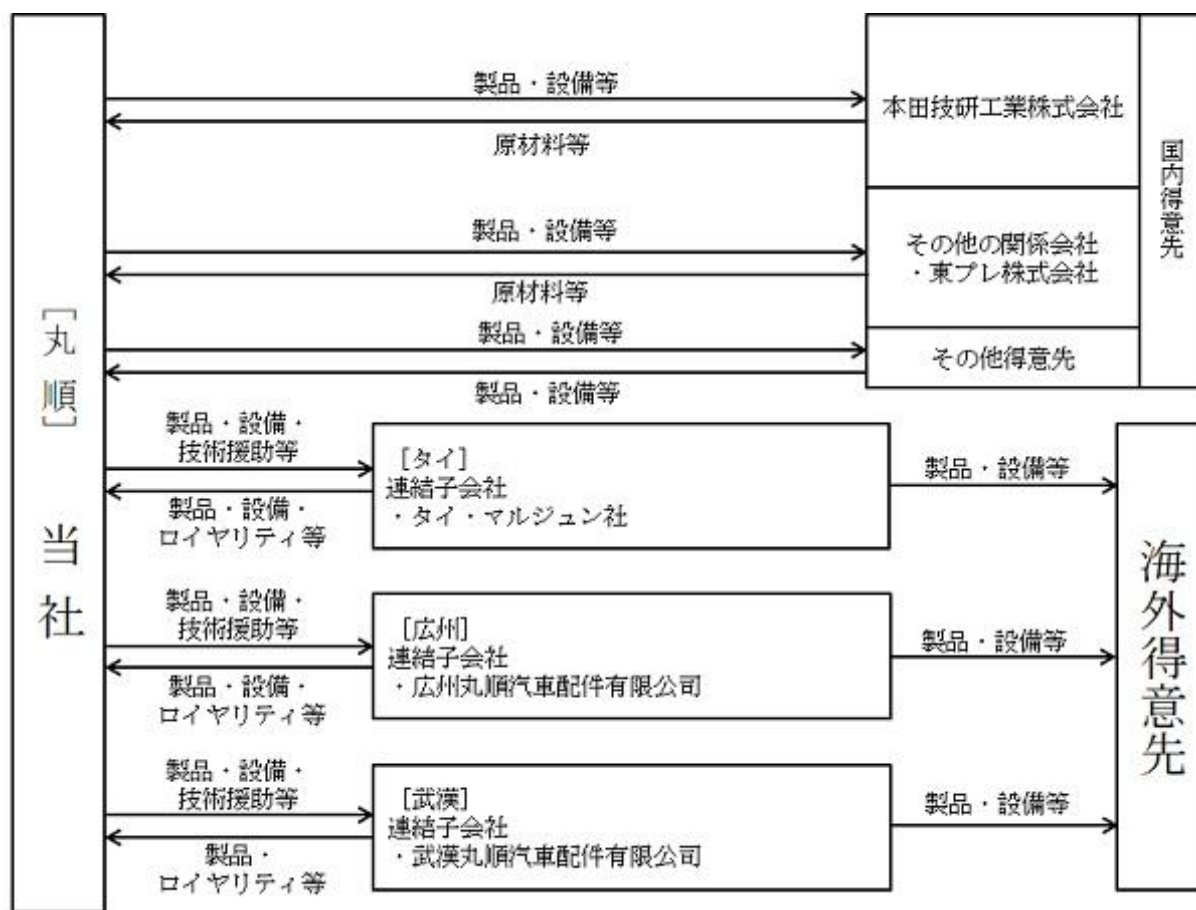 [丸順]
当社
製品・設備等
原材料等
本田技研工業株式会社
製品・設備等
原材料等
その他の関係会社
・東プレ株式会社
製品・設備等
製品・設備等
その他得意先
国内得意先
製品・設備・
技術援助等
製品・設備・
ロイヤリティ等
[タイ]
連結子会社
・タイ・マルジュン社
製品・設備等
製品・設備・
技術援助等
製品・設備・
ロイヤリティ等
[広州]
連結子会社
・広州丸順汽車配件有限公司
製品・設備等
製品・設備・
技術援助等
製品・
ロイヤリティ等
[武漢]
連結子会社
・武漢丸順汽車配件有限公司
製品・設備等
海外得意先